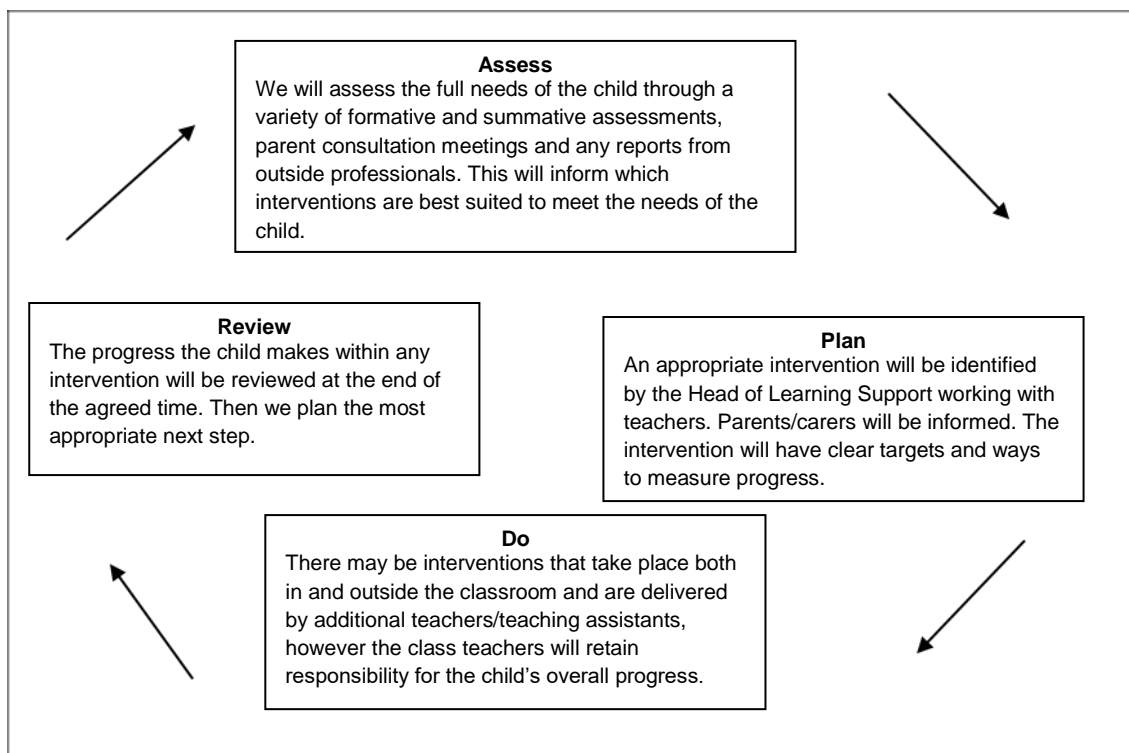 Assess
We will assess the full needs of the child through a
variety of formative and summative assessments,
parent consultation meetings and any reports from
outside professionals. This will inform which
interventions are best suited to meet the needs of the
child.
Review
The progress the child makes within any
intervention will be reviewed at the end of
the agreed time. Then we plan the most
appropriate next step.
Plan
An appropriate intervention will be identified
by the Head of Learning Support working with
teachers. Parents/carers will be informed. The
intervention will have clear targets and ways
to measure progress.
Do
There may be interventions that take place both
in and outside the classroom and are delivered
by additional teachers/teaching assistants,
however the class teachers will retain
responsibility for the child’s overall progress.